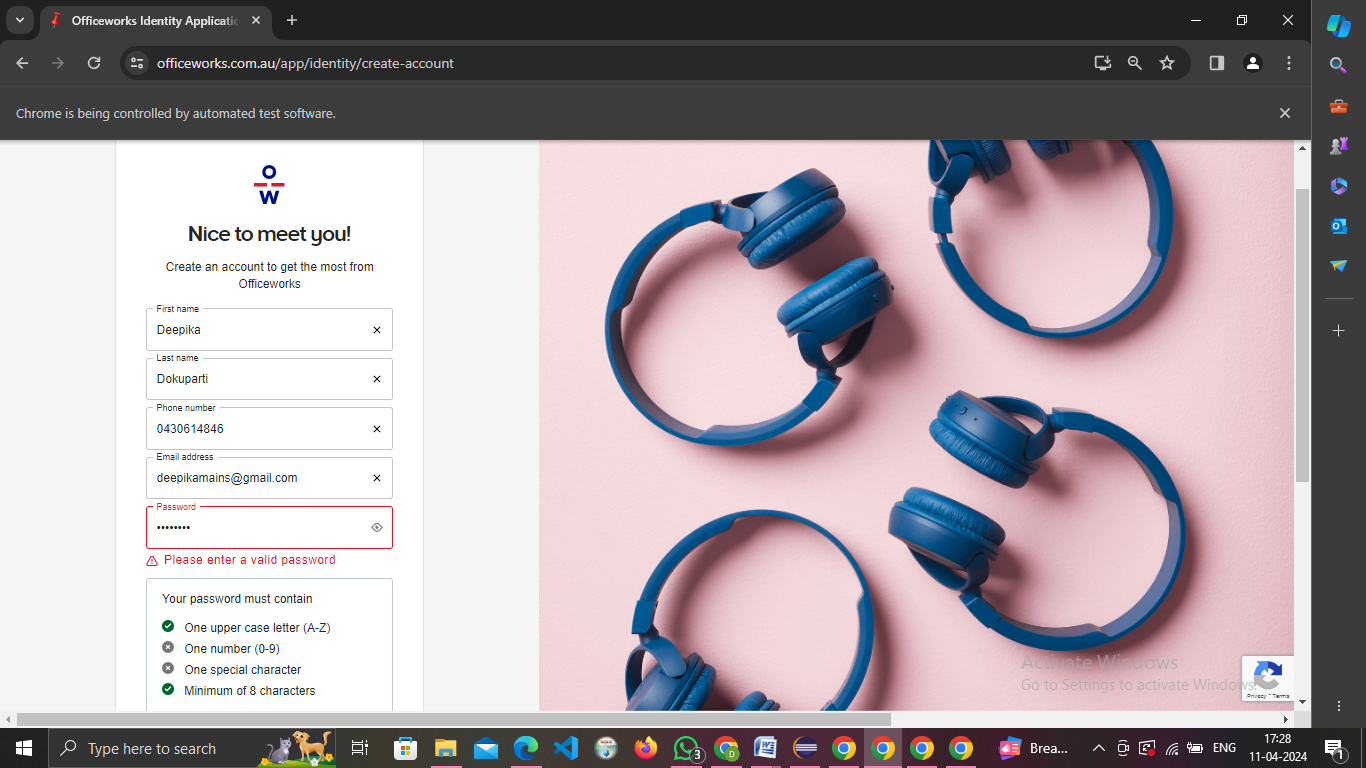 Officeworks Identity Applicatio
officeworks.com.au/app/identity/create-account
Chrome is being controlled by automated test software.
O
W
Nice to meet you!
Create an account to get the most from
Officeworks
First name
Deepika
Last name
Dokuparti
Phone number
0430614846
Email address
deepikamains@gmail.com
Password
••••••••
Please enter a valid password
Your password must contain
One upper case letter (A-Z)
One number (0-9)
One special character
Minimum of 8 characters
Activate Windows
Go to Settings to activate Windows.
Privacy - Terms
Type here to search
3
D
Brea...
ENG
17:28
11-04-2024
1